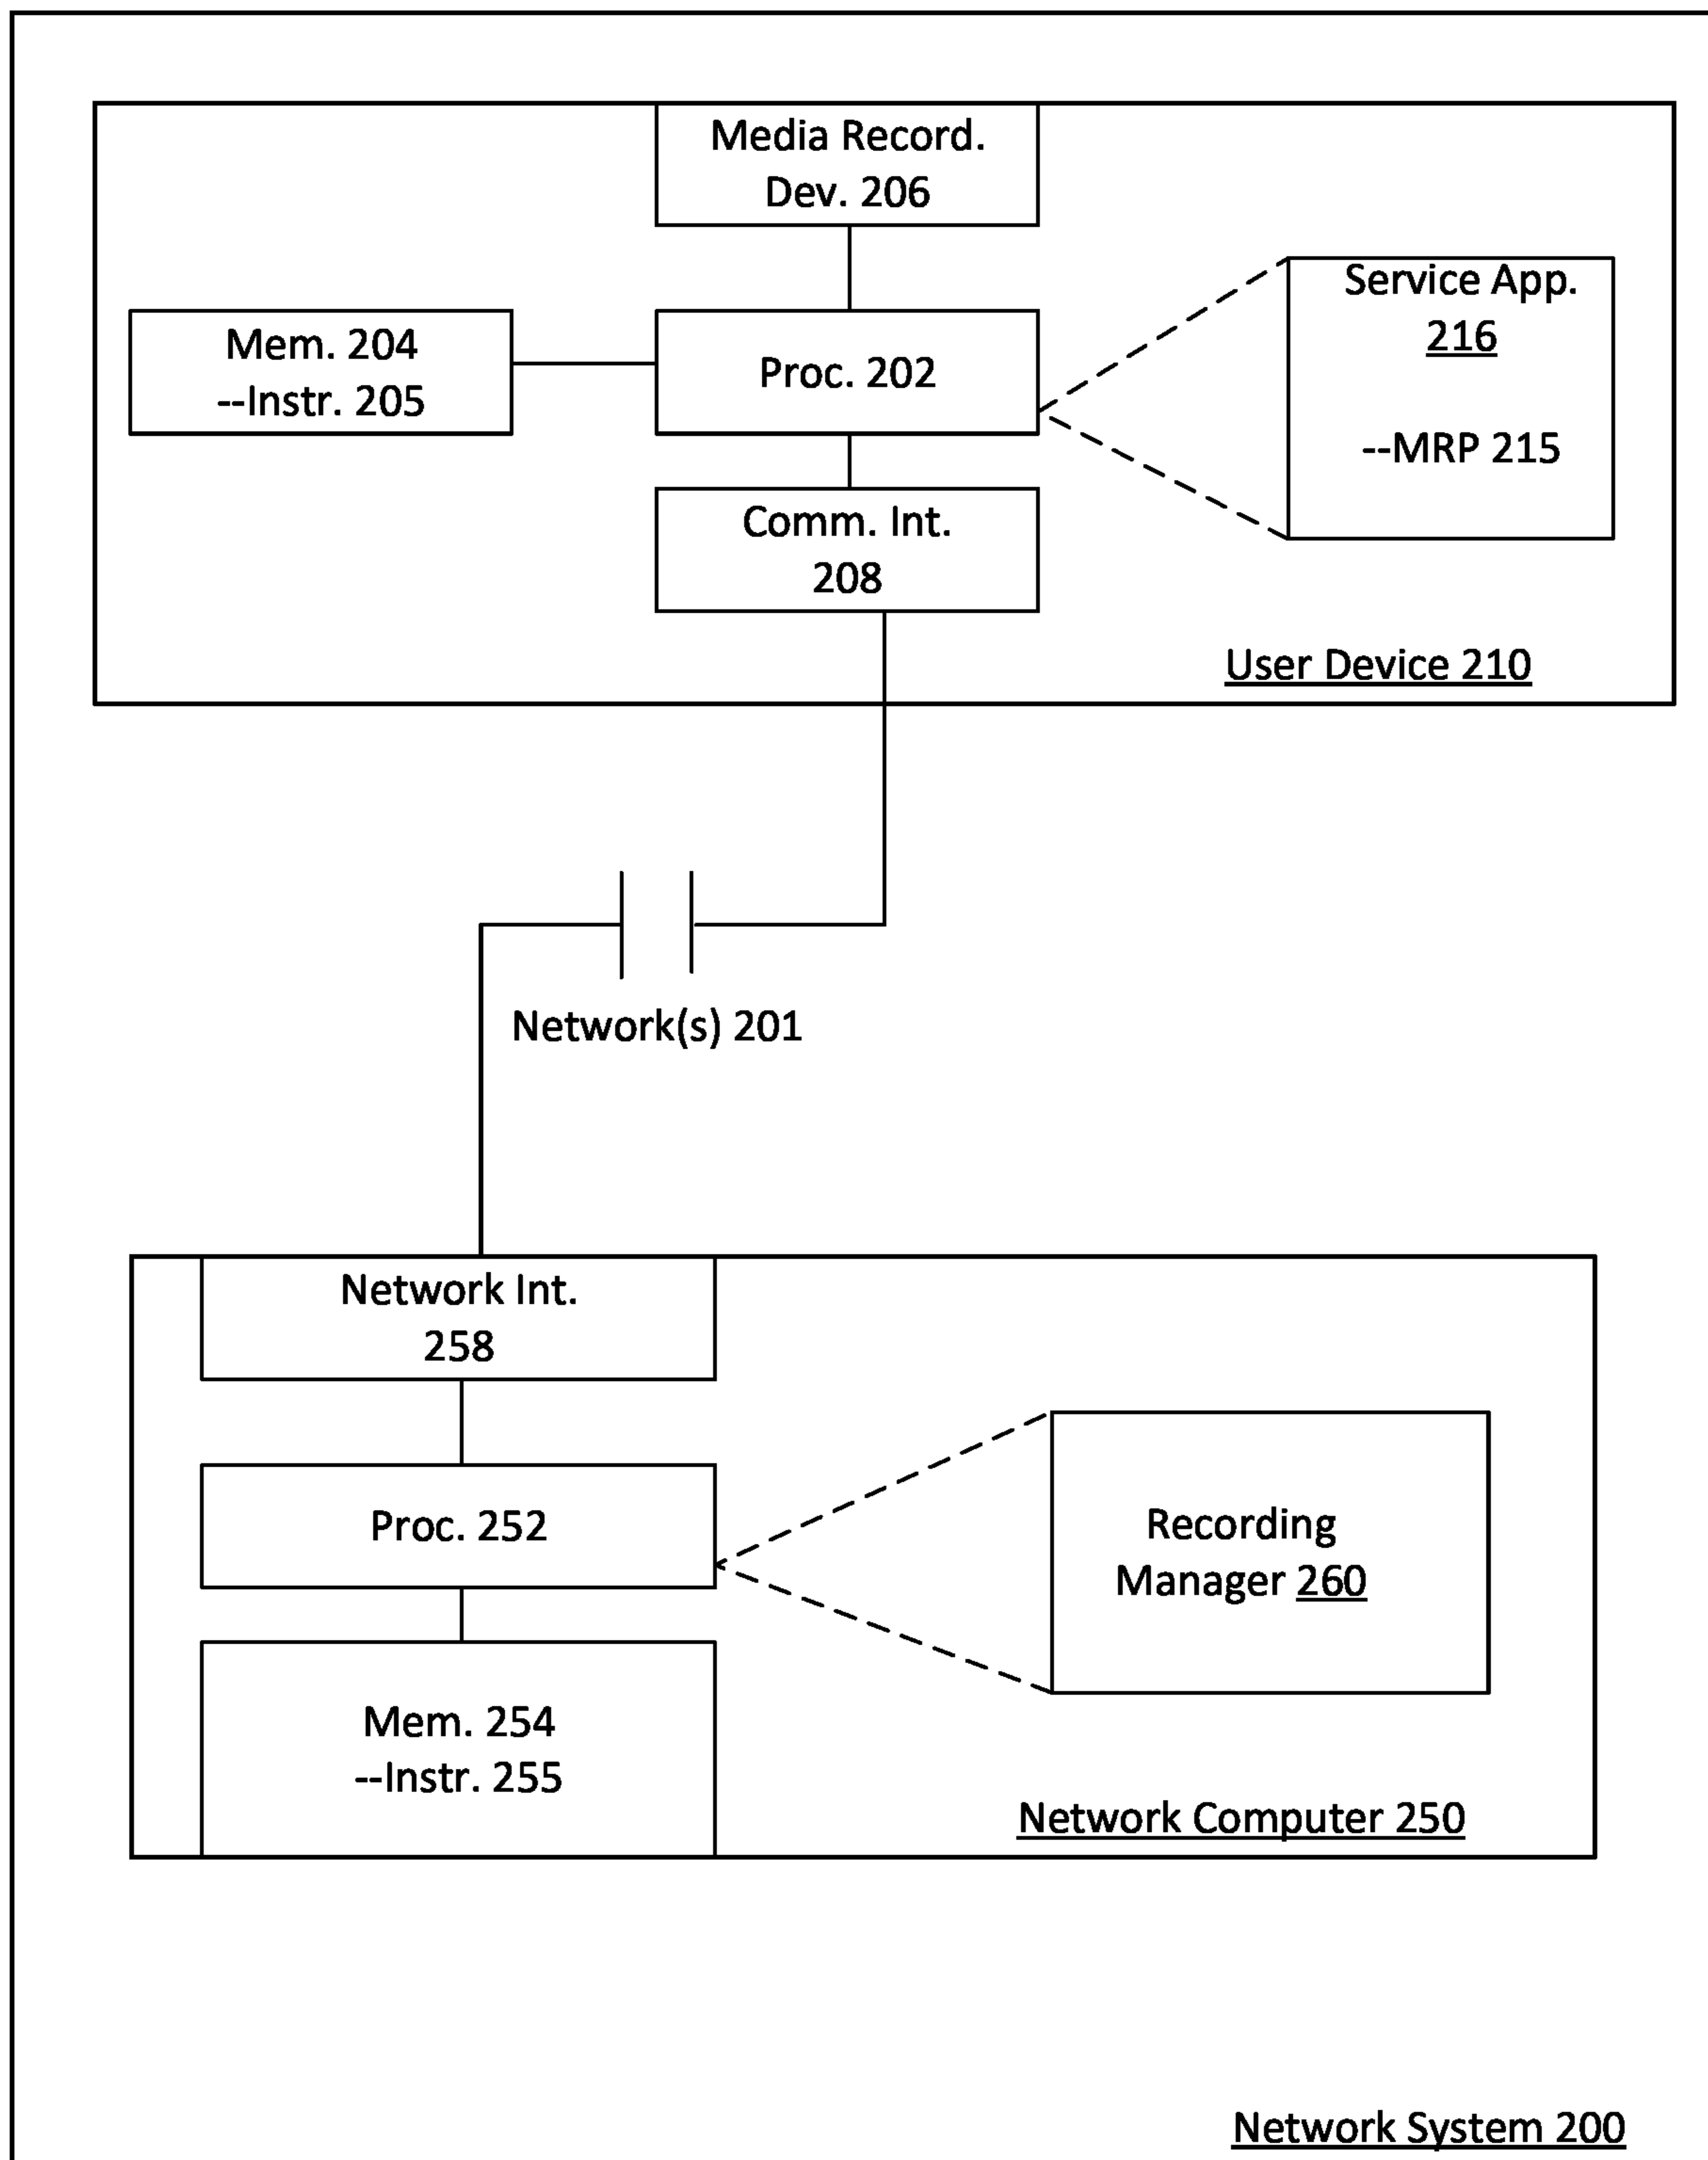 Media Record.
Dev. 206
Service App.
216
--MRP 215
Mem. 204
--Instr. 205
Proc. 202
Comm. Int.
208
User Device 210
Network(s) 201
Network Int.
258
Proc. 252
Recording
Manager 260
Mem. 254
--Instr. 255
Network Computer 250
Network System 200